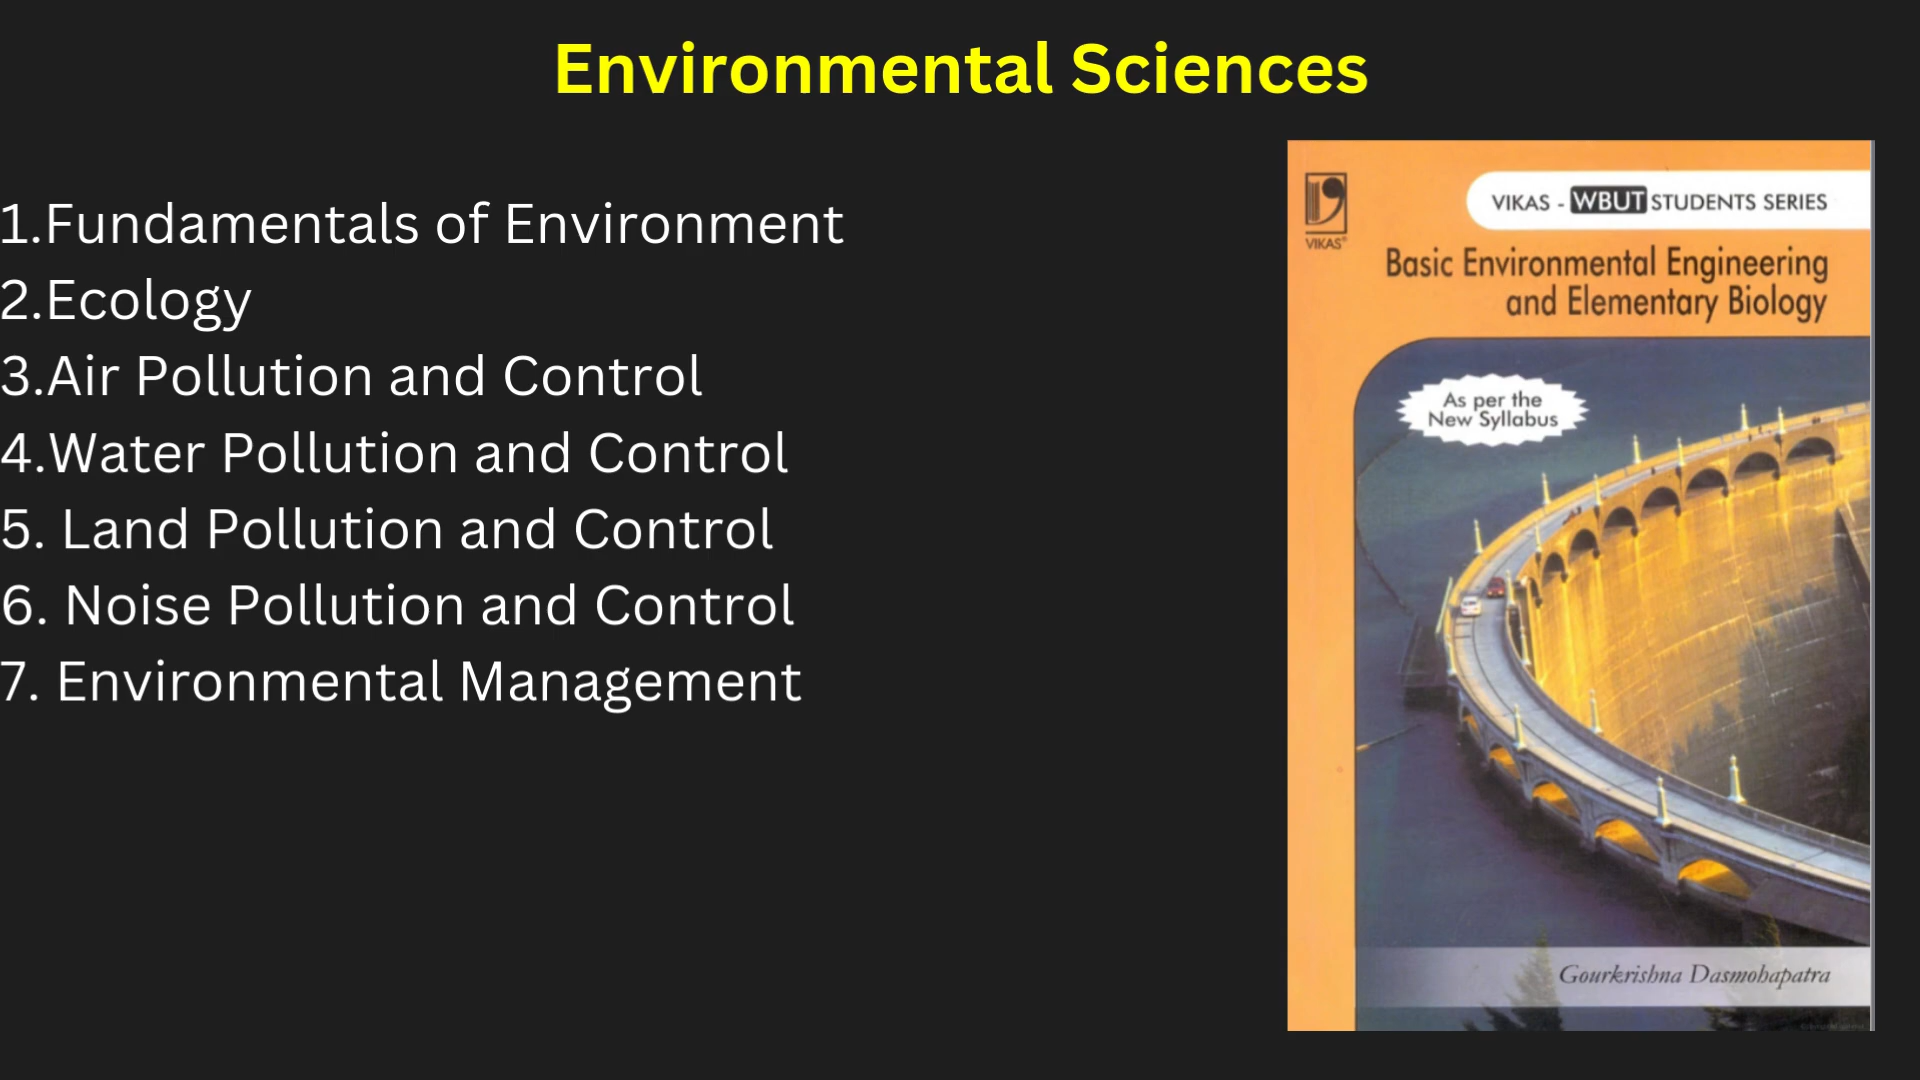 Environmental Sciences
1.Fundamentals of Environment
2.Ecology
3.Air Pollution and Control
4.Water Pollution and Control
5. Land Pollution and Control
6. Noise Pollution and Control
7. Environmental Management
VIKAS®
VIKAS - WBUT STUDENTS SERIES
Basic Environmental Engineering
and Elementary Biology
As per the
New Syllabus
Gourkrishna Dasmohapatra